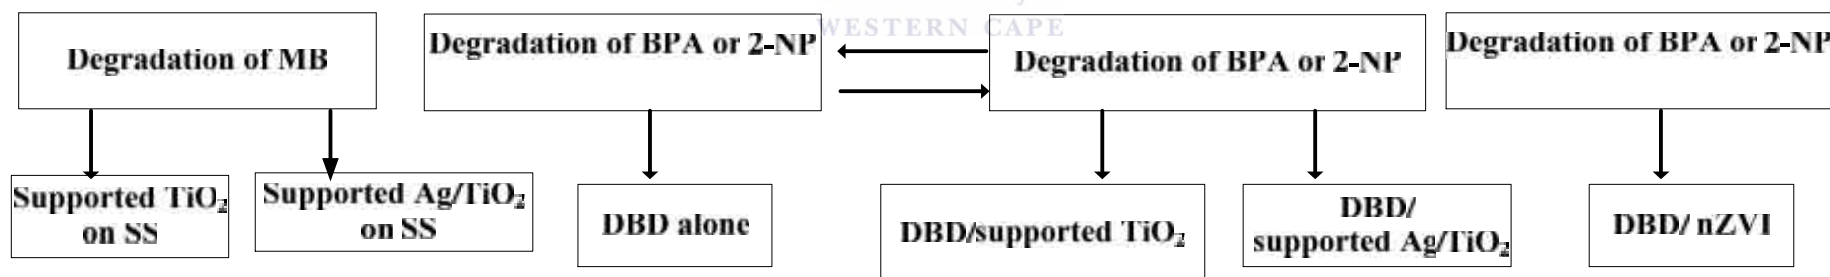 WESTERN CAPE
Degradation of MB
Degradation of BPA or 2-NP
Degradation of BPA or 2-NP
Degradation of BPA or 2-NP
Supported TiO₂
on SS
Supported Ag/TiO₂
on SS
DBD alone
DBD/supported TiO₂
DBD/
supported Ag/TiO₂
DBD/ nZVI